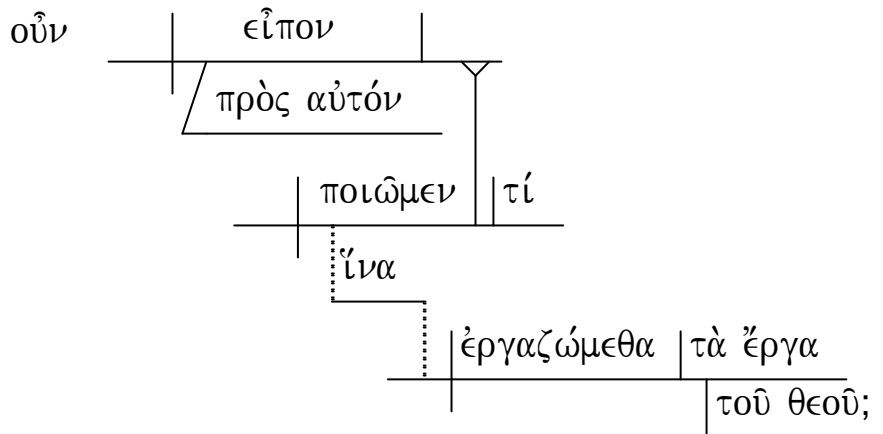 οὖν εἶπον
πρὸς αὐτόν
ποιῶμεν τί
ἵνα
ἐργαζώμεθα τὰ ἔργα
τοῦ θεοῦ;